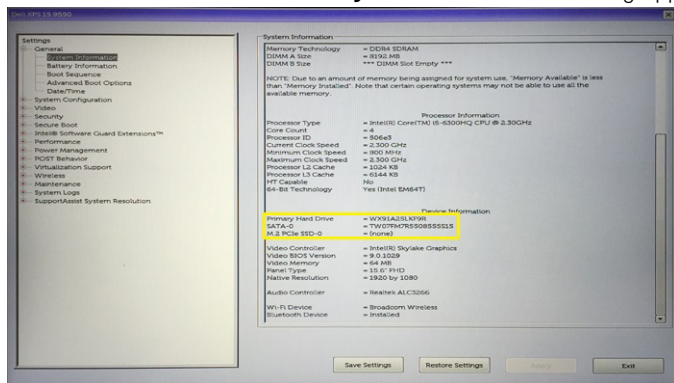 Dell XPS 15 9550
Settings
General
System Information
Battery Information
Boot Sequence
Advanced Boot Options
Date/Time
System Configuration
Video
Security
Secure Boot
Intel® Software Guard Extensions™
Performance
Power Management
POST Behavior
Virtualization Support
Wireless
Maintenance
System Logs
SupportAssist System Resolution
System Information
Memory Technology = DDR4 SDRAM
DIMM A Size = 8192 MB
DIMM B Size *** DIMM Slot Empty ***
NOTE: Due to an amount of memory being assigned for system use, "Memory Available" is less
than "Memory Installed". Note that certain operating systems may not be able to use all the
available memory.
Processor Information
Processor Type = Intel(R) Core(TM) i5-6300HQ CPU @ 2.30GHz
Core Count = 4
Processor ID = 506e3
Current Clock Speed = 2.300 GHz
Minimum Clock Speed = 800 MHz
Maximum Clock Speed = 2.300 GHz
Processor L2 Cache = 1024 KB
Processor L3 Cache = 6144 KB
HT Capable No
64-Bit Technology Yes (Intel EM64T)
Device Information
Primary Hard Drive = WX91A25LKP9R
SATA-0 = TW07FM7R5508555S15
M.2 PCIe SSD-0 = (none)
Video Controller = Intel(R) Skylake Graphics
Video BIOS Version = 9.0.1029
Video Memory = 64 MB
Panel Type = 15.6" FHD
Native Resolution = 1920 by 1080
Audio Controller = Realtek ALC3266
Wi-Fi Device = Broadcom Wireless
Bluetooth Device = Installed
Save Settings Restore Settings Apply Exit